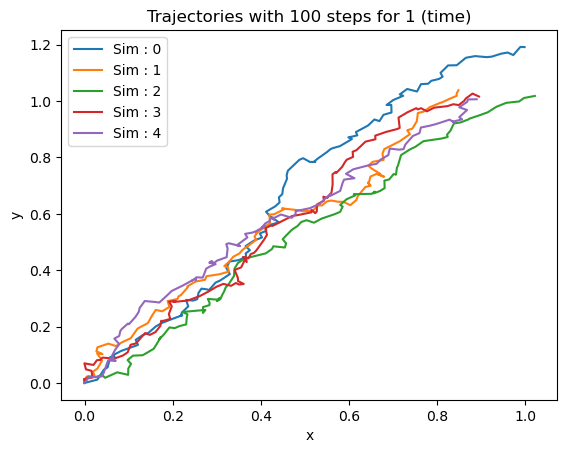 Trajectories with 100 steps for 1 (time)
Sim : 0
Sim : 1
Sim : 2
Sim : 3
Sim : 4
1.2
1.0
0.8
0.6
0.4
0.2
0.0
y
0.0 0.2 0.4 0.6 0.8 1.0
x